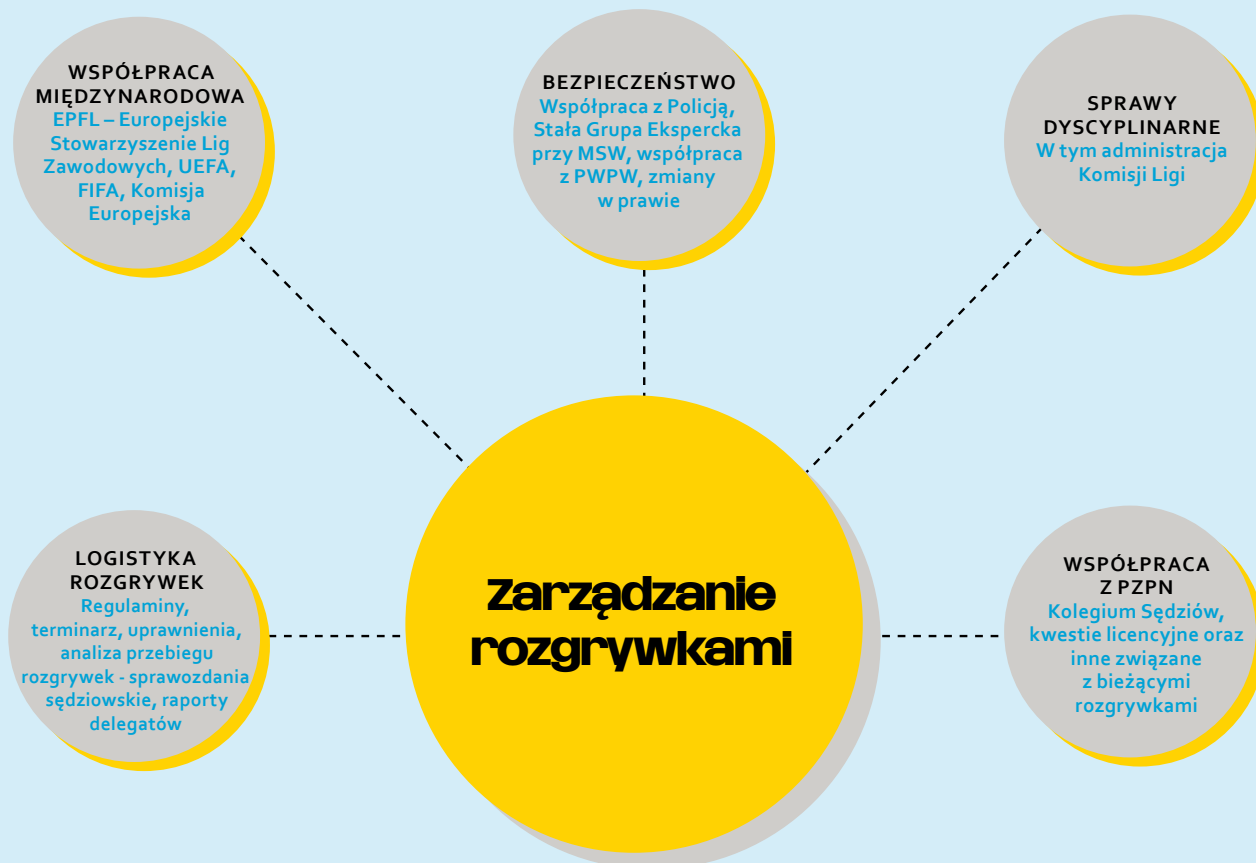 WSPÓŁPRACA
MIĘDZYNARODOWA
EPFL – Europejskie
Stowarzyszenie Lig
Zawodowych, UEFA,
FIFA, Komisja
Europejska
BEZPIECZEŃSTWO
Współpraca z Policją,
Stała Grupa Ekspercka
przy MSW, współpraca
z PWPW, zmiany
w prawie
SPRAWY
DYSCYPLINARNE
W tym administracja
Komisji Ligi
LOGISTYKA
ROZGRYWEK
Regulaminy,
terminarz, uprawnienia,
analiza przebiegu
rozgrywek - sprawozdania
sędziowskie, raporty
delegatów
Zarządzanie
rozgrywkami
WSPÓŁPRACA
Z PZPN
Kolegium Sędziów,
kwestie licencyjne oraz
inne związane
z bieżącymi
rozgrywkami